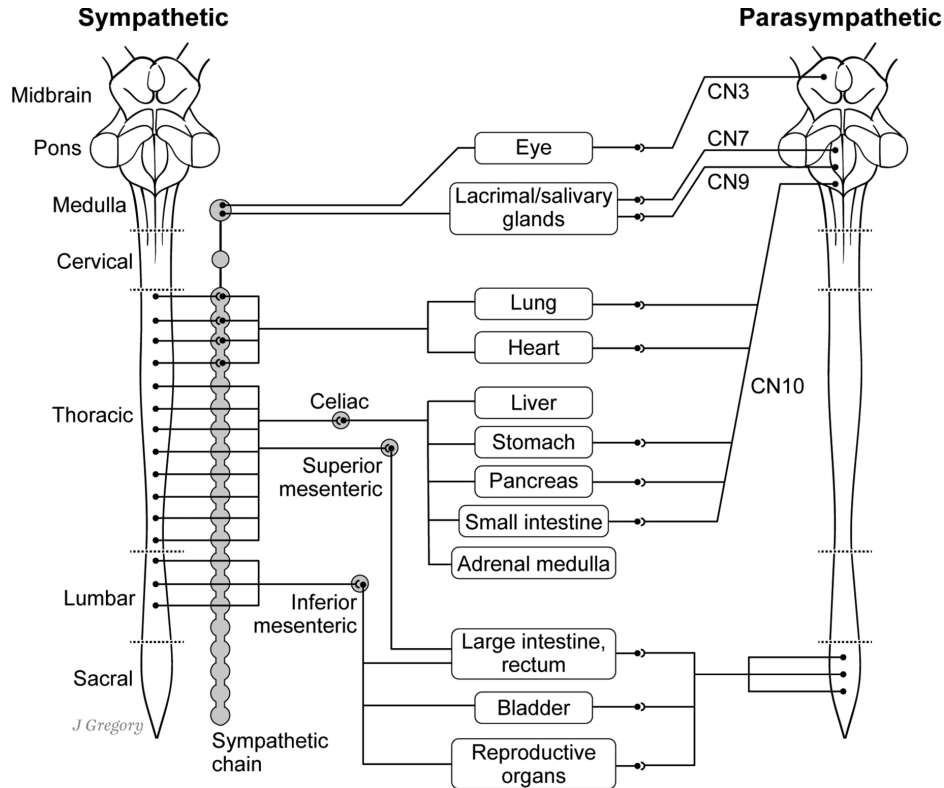 Sympathetic
Parasympathetic
Midbrain
Pons
Medulla
Cervical
Thoracic
Lumbar
Sacral
J Gregory
Sympathetic
chain
Celiac
Superior
mesenteric
Inferior
mesenteric
Eye
Lacrimal/salivary
glands
Lung
Heart
Liver
Stomach
Pancreas
Small intestine
Adrenal medulla
Large intestine,
rectum
Bladder
Reproductive
organs
CN3
CN7
CN9
CN10